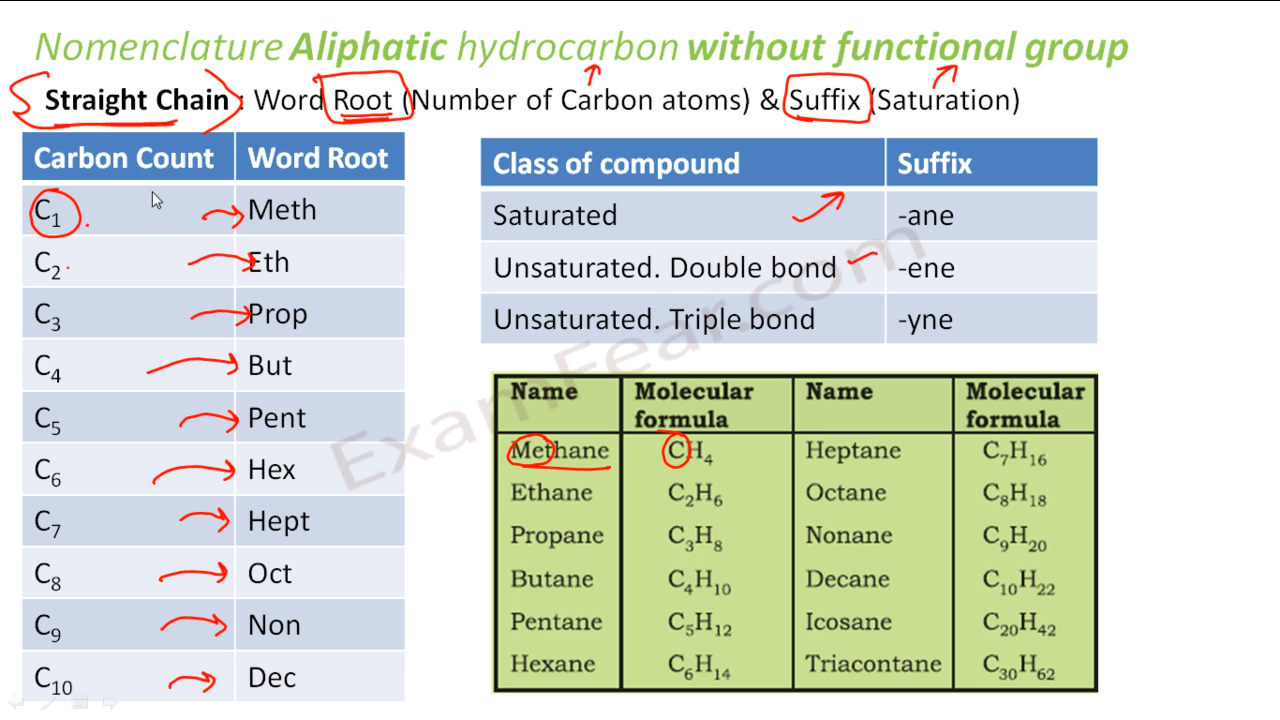 Nomenclature Aliphatic hydrocarbon without functional group
Straight Chain : Word Root (Number of Carbon atoms) & Suffix (Saturation)
Carbon Count Word Root
C₁ Meth
C₂ Eth
C₃ Prop
C₄ But
C₅ Pent
C₆ Hex
C₇ Hept
C₈ Oct
C₉ Non
C₁₀ Dec
Class of compound Suffix
Saturated -ane
Unsaturated. Double bond -ene
Unsaturated. Triple bond -yne
Name Molecular formula Name Molecular formula
Methane CH₄ Heptane C₇H₁₆
Ethane C₂H₆ Octane C₈H₁₈
Propane C₃H₈ Nonane C₉H₂₀
Butane C₄H₁₀ Decane C₁₀H₂₂
Pentane C₅H₁₂ Icosane C₂₀H₄₂
Hexane C₆H₁₄ Triacontane C₃₀H₆₂
ExamFear.com